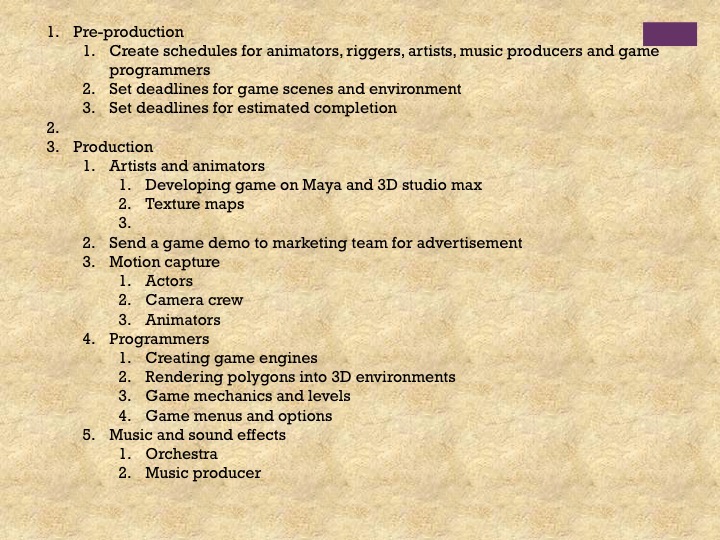 1. Pre-production
1. Create schedules for animators, riggers, artists, music producers and game
programmers
2. Set deadlines for game scenes and environment
3. Set deadlines for estimated completion
2.
3. Production
1. Artists and animators
1. Developing game on Maya and 3D studio max
2. Texture maps
3.
2. Send a game demo to marketing team for advertisement
3. Motion capture
1. Actors
2. Camera crew
3. Animators
4. Programmers
1. Creating game engines
2. Rendering polygons into 3D environments
3. Game mechanics and levels
4. Game menus and options
5. Music and sound effects
1. Orchestra
2. Music producer